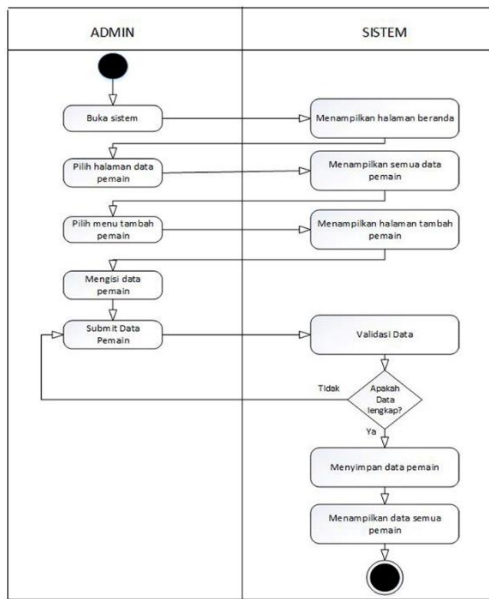 ADMIN
SISTEM
Buka sistem
Menampilkan halaman beranda
Pilih halaman data
pemain
Menampilkan semua data
pemain
Pilih menu tambah
pemain
Menampilkan halaman tambah
pemain
Mengisi data
pemain
Submit Data
Pemain
Validasi Data
Tidak
Apakah
Data
lengkap?
Ya
Menyimpan data pemain
Menampilkan data semua
pemain